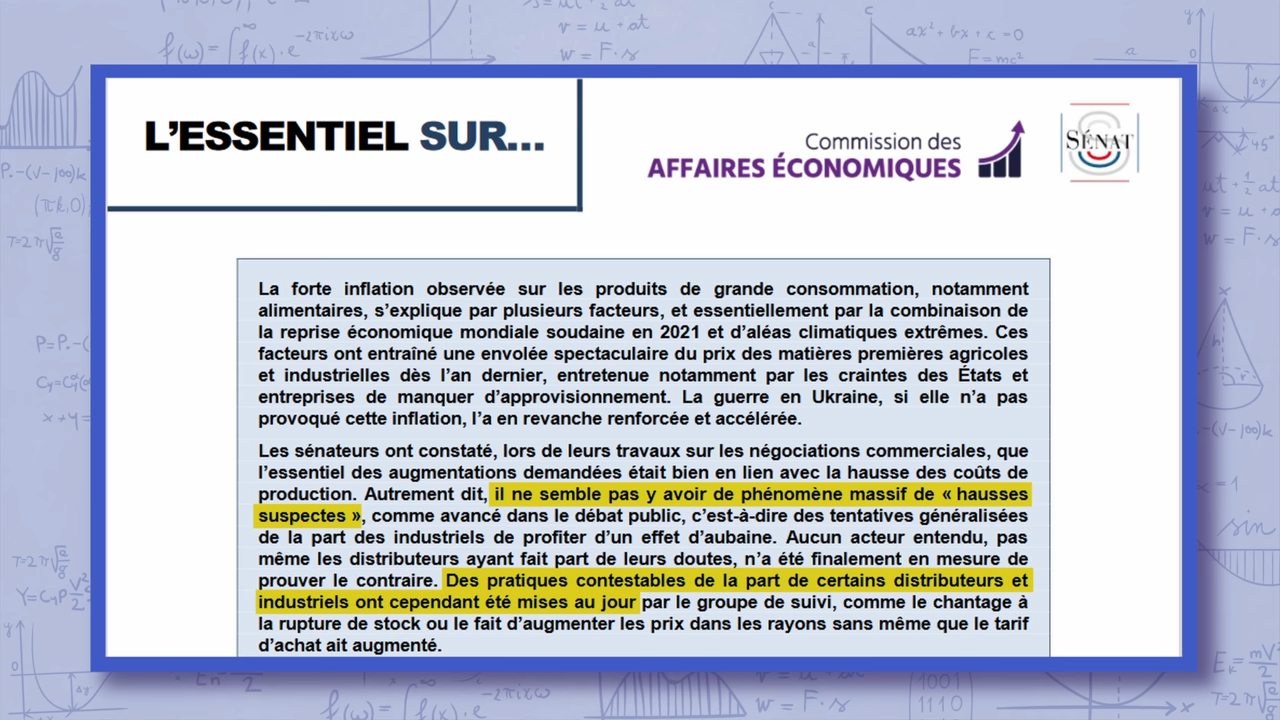 L'ESSENTIEL SUR...
Commission des
AFFAIRES ÉCONOMIQUES
SÉNAT
La forte inflation observée sur les produits de grande consommation, notamment
alimentaires, s'explique par plusieurs facteurs, et essentiellement par la combinaison de
la reprise économique mondiale soudaine en 2021 et d'aléas climatiques extrêmes. Ces
facteurs ont entraîné une envolée spectaculaire du prix des matières premières agricoles
et industrielles dès l'an dernier, entretenue notamment par les craintes des États et
entreprises de manquer d'approvisionnement. La guerre en Ukraine, si elle n'a pas
provoqué cette inflation, l'a en revanche renforcée et accélérée.
Les sénateurs ont constaté, lors de leurs travaux sur les négociations commerciales, que
l'essentiel des augmentations demandées était bien en lien avec la hausse des coûts de
production. Autrement dit, il ne semble pas y avoir de phénomène massif de « hausses
suspectes », comme avancé dans le débat public, c'est-à-dire des tentatives généralisées
de la part des industriels de profiter d'un effet d'aubaine. Aucun acteur entendu, pas
même les distributeurs ayant fait part de leurs doutes, n'a été finalement en mesure de
prouver le contraire. Des pratiques contestables de la part de certains distributeurs et
industriels ont cependant été mises au jour par le groupe de suivi, comme le chantage à
la rupture de stock ou le fait d'augmenter les prix dans les rayons sans même que le tarif
d'achat ait augmenté.